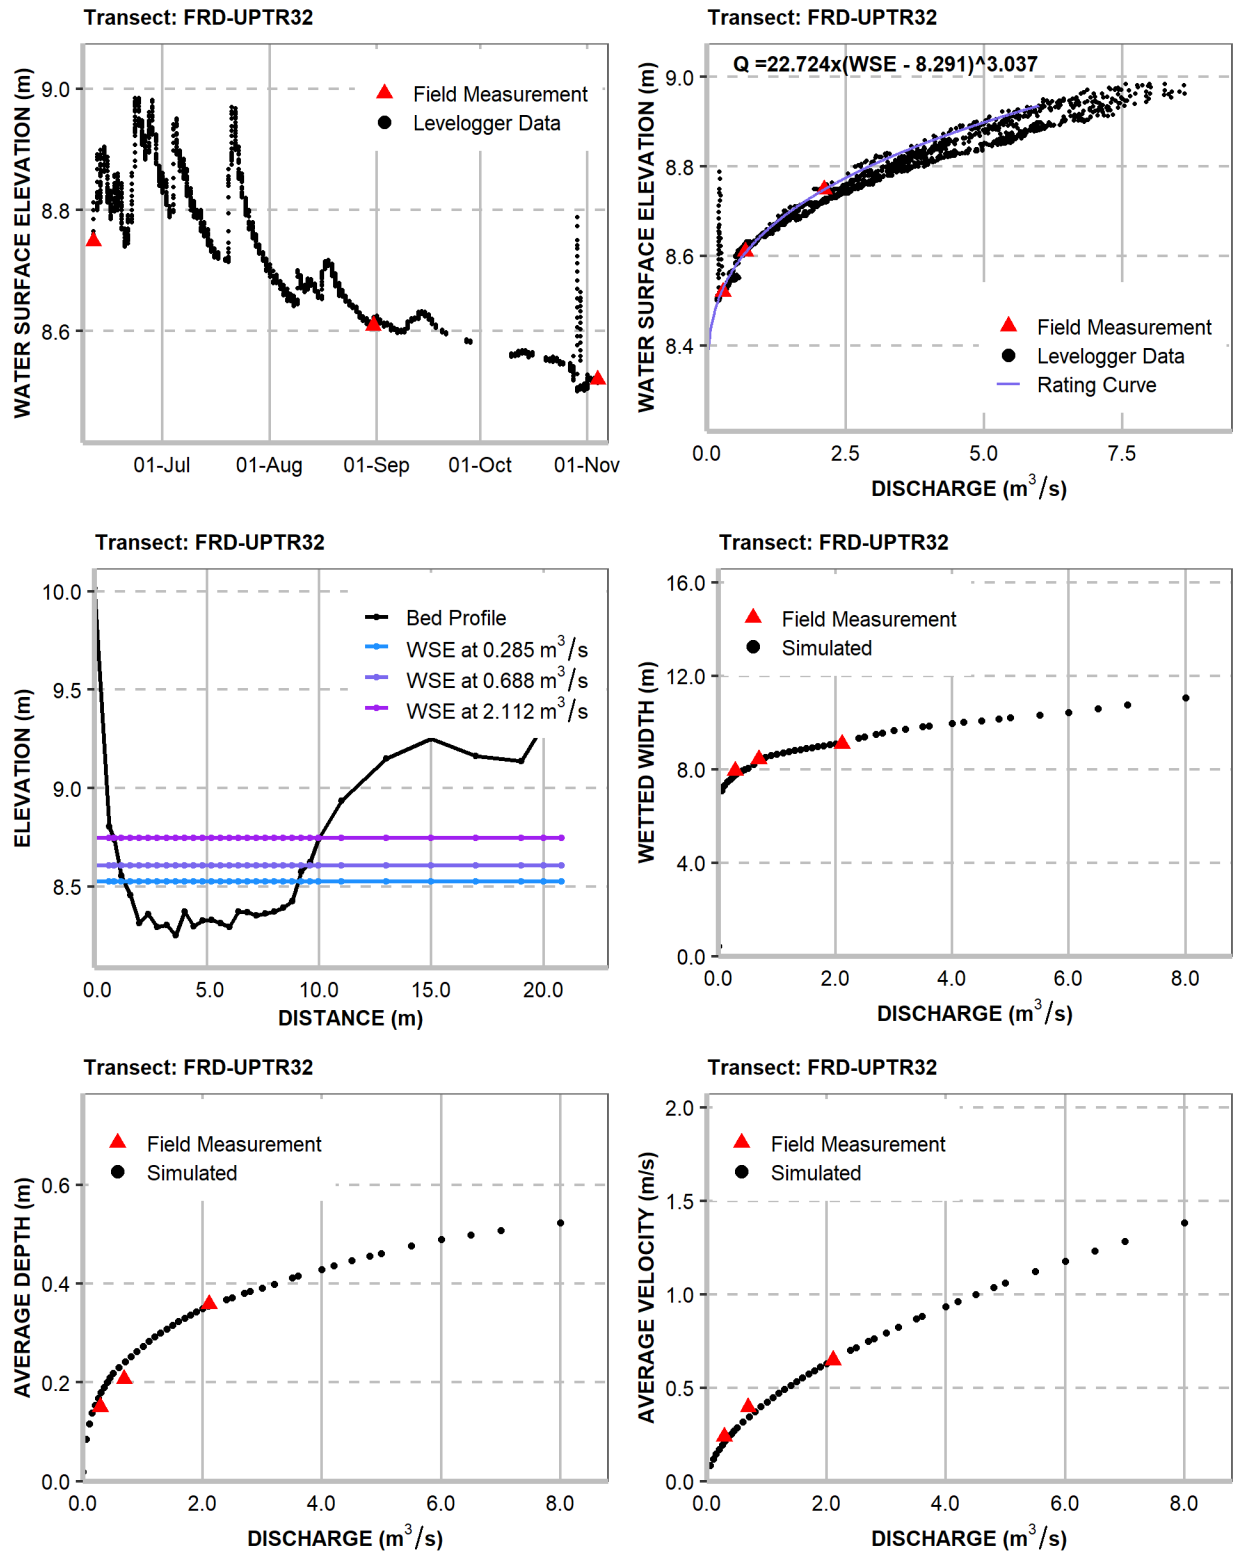 Transect: FRD-UPTR32
WATER SURFACE ELEVATION (m)
9.0
8.8
8.6
Field Measurement
Levelogger Data
01-Jul
01-Aug
01-Sep
01-Oct
01-Nov
Transect: FRD-UPTR32
Q =22.724x(WSE - 8.291)^3.037
WATER SURFACE ELEVATION (m)
9.0
8.8
8.6
8.4
Field Measurement
Levelogger Data
Rating Curve
0.0
2.5
5.0
7.5
DISCHARGE (m³/s)
Transect: FRD-UPTR32
ELEVATION (m)
10.0
9.5
9.0
8.5
Bed Profile
WSE at 0.285 m³/s
WSE at 0.688 m³/s
WSE at 2.112 m³/s
0.0
5.0
10.0
15.0
20.0
DISTANCE (m)
Transect: FRD-UPTR32
WETTED WIDTH (m)
16.0
12.0
8.0
4.0
0.0
Field Measurement
Simulated
0.0
2.0
4.0
6.0
8.0
DISCHARGE (m³/s)
Transect: FRD-UPTR32
AVERAGE DEPTH (m)
0.6
0.4
0.2
0.0
Field Measurement
Simulated
0.0
2.0
4.0
6.0
8.0
DISCHARGE (m³/s)
Transect: FRD-UPTR32
AVERAGE VELOCITY (m/s)
2.0
1.5
1.0
0.5
0.0
Field Measurement
Simulated
0.0
2.0
4.0
6.0
8.0
DISCHARGE (m³/s)